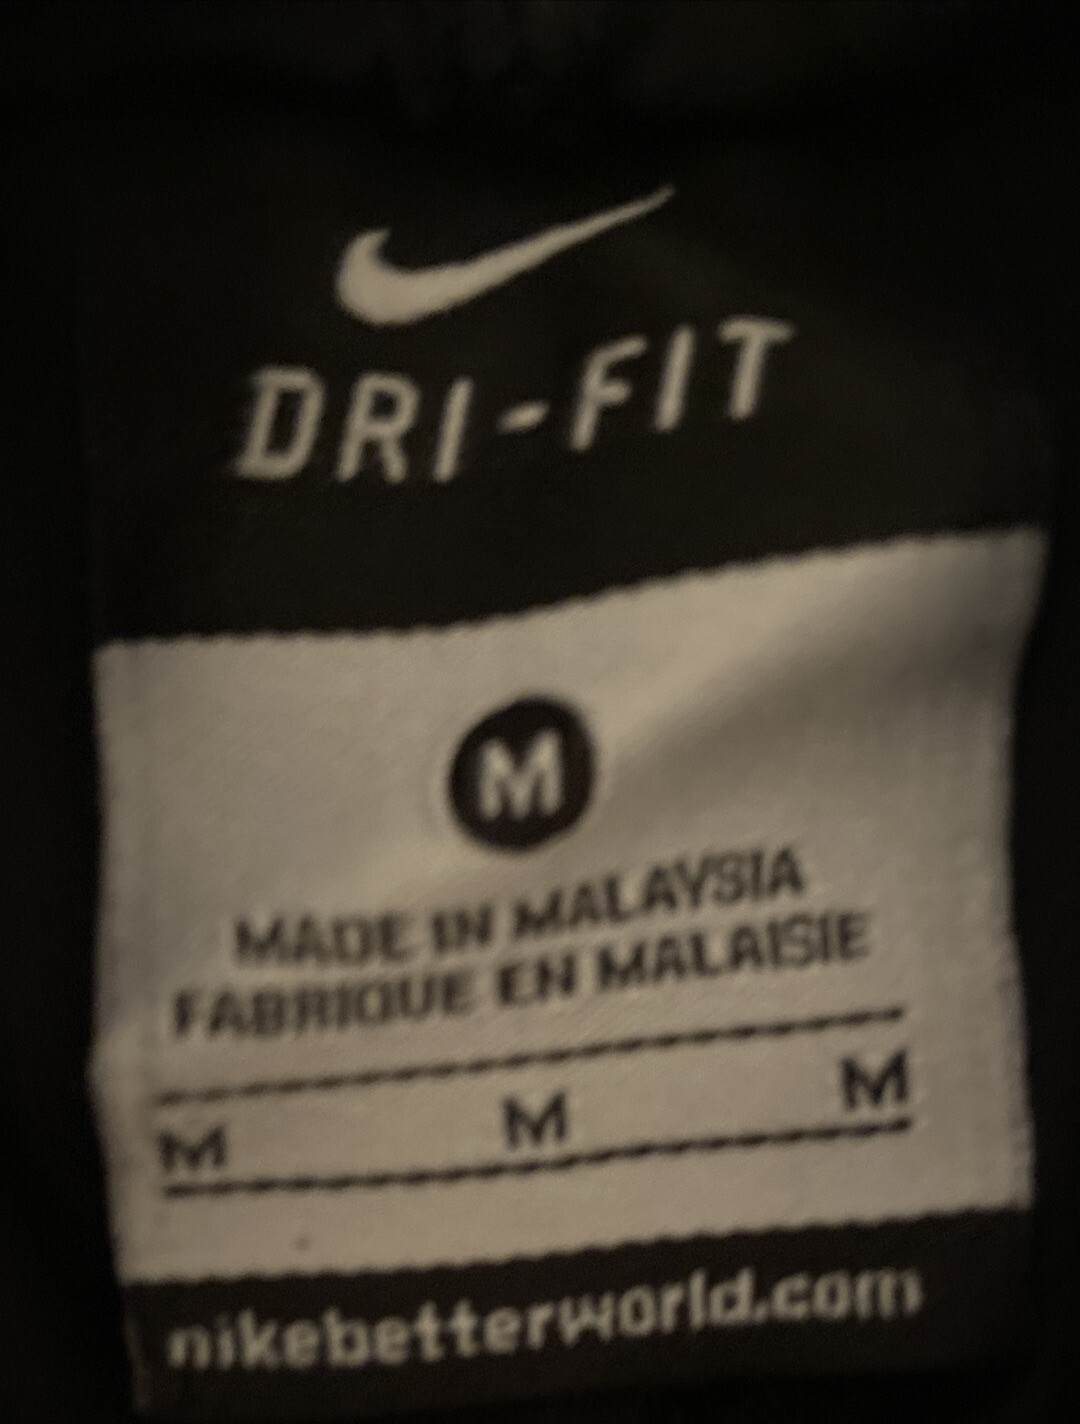 DRI-FIT
M
MADE IN MALAYSIA
FABRIQUE EN MALAISIE
M M M
nikebetterworld.com